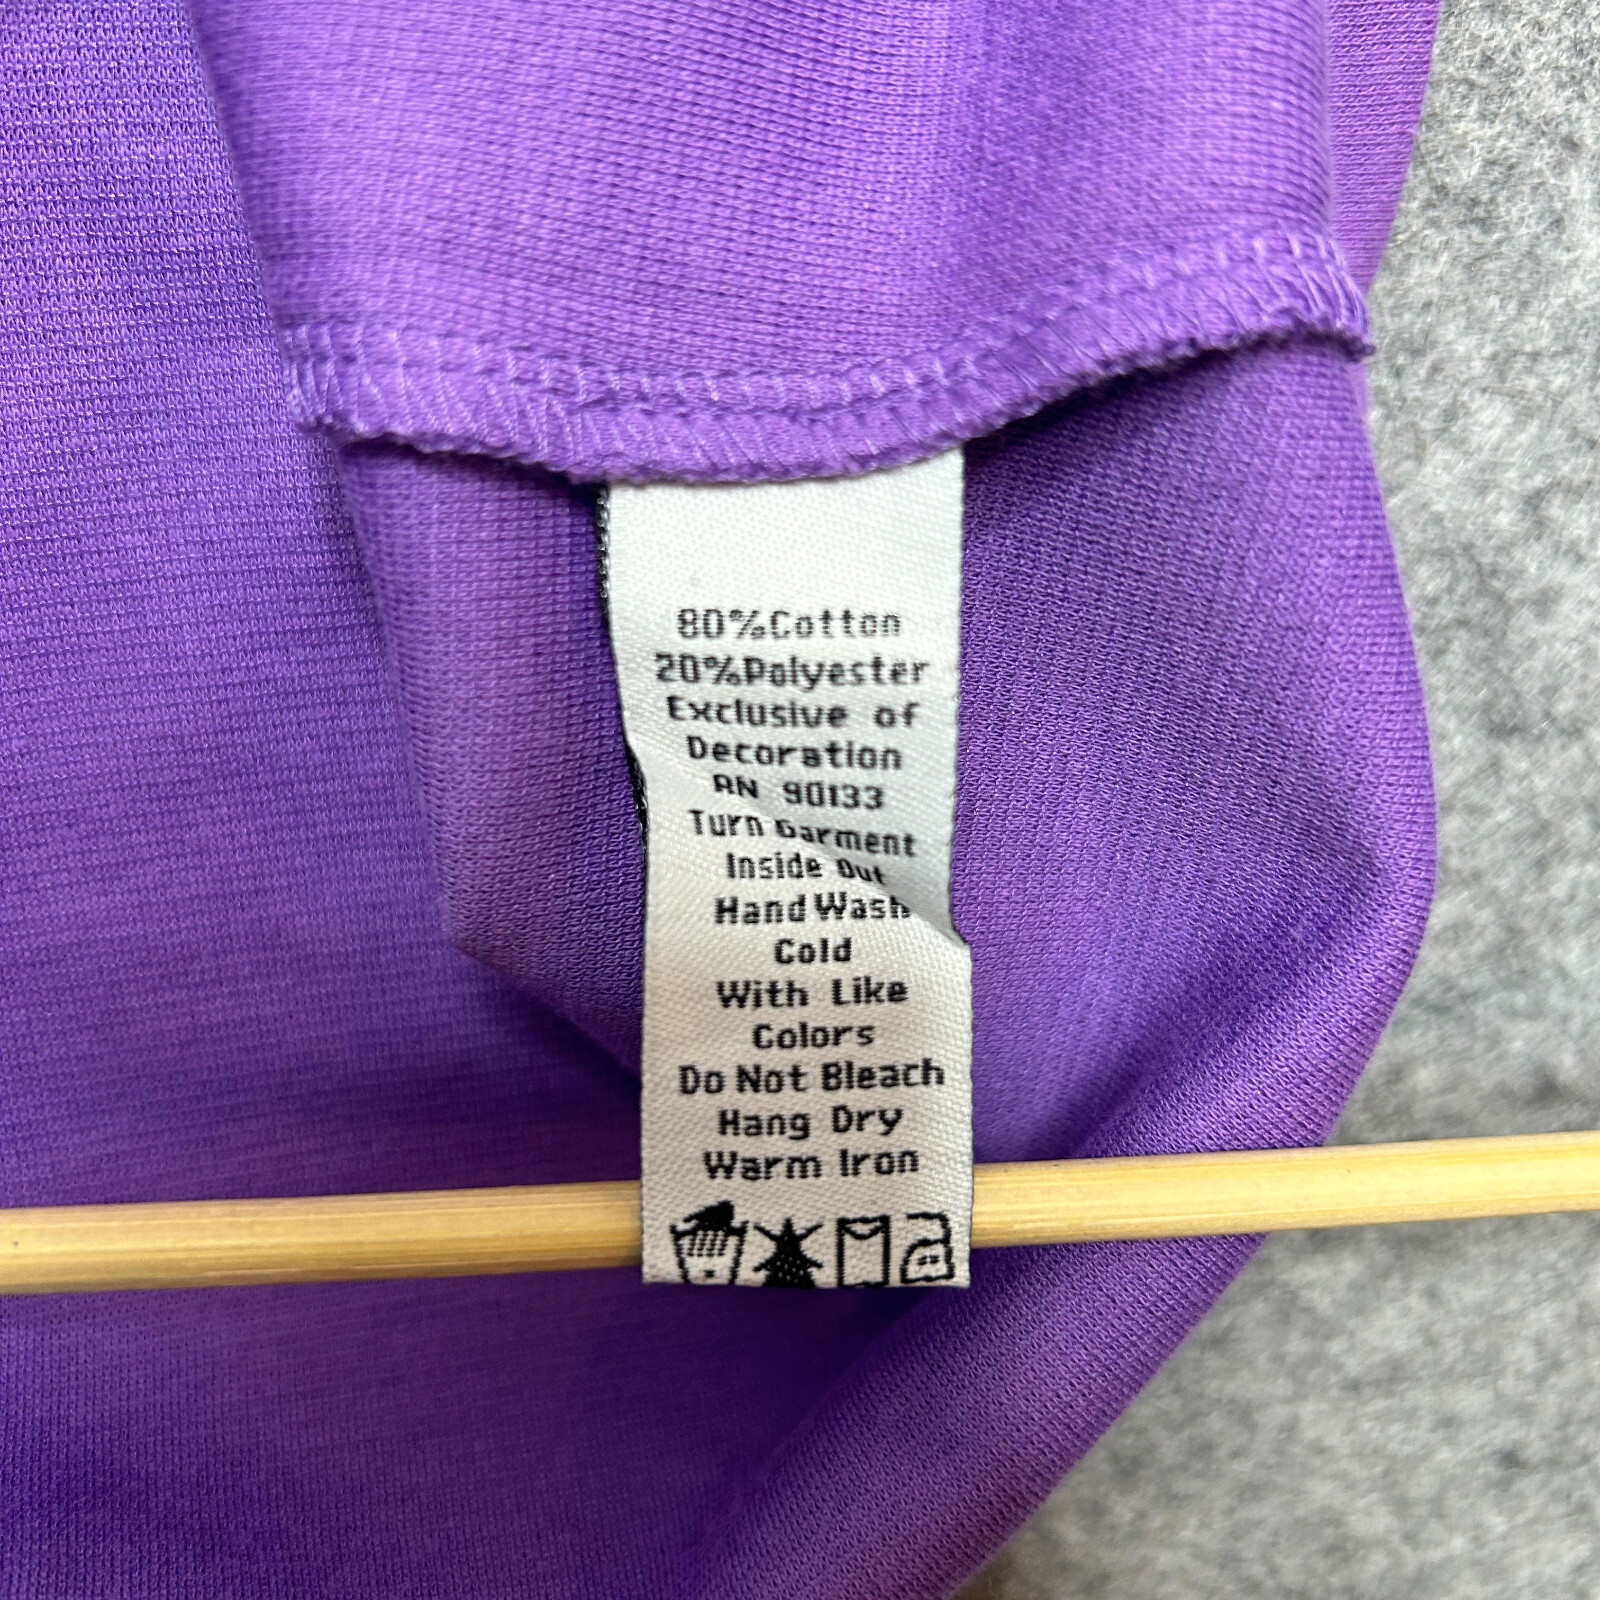 80%Cotton
20%Polyester
Exclusive of
Decoration
RN 90133
Turn Garment
Inside Out
Hand Wash
Cold
With Like
Colors
Do Not Bleach
Hang Dry
Warm Iron